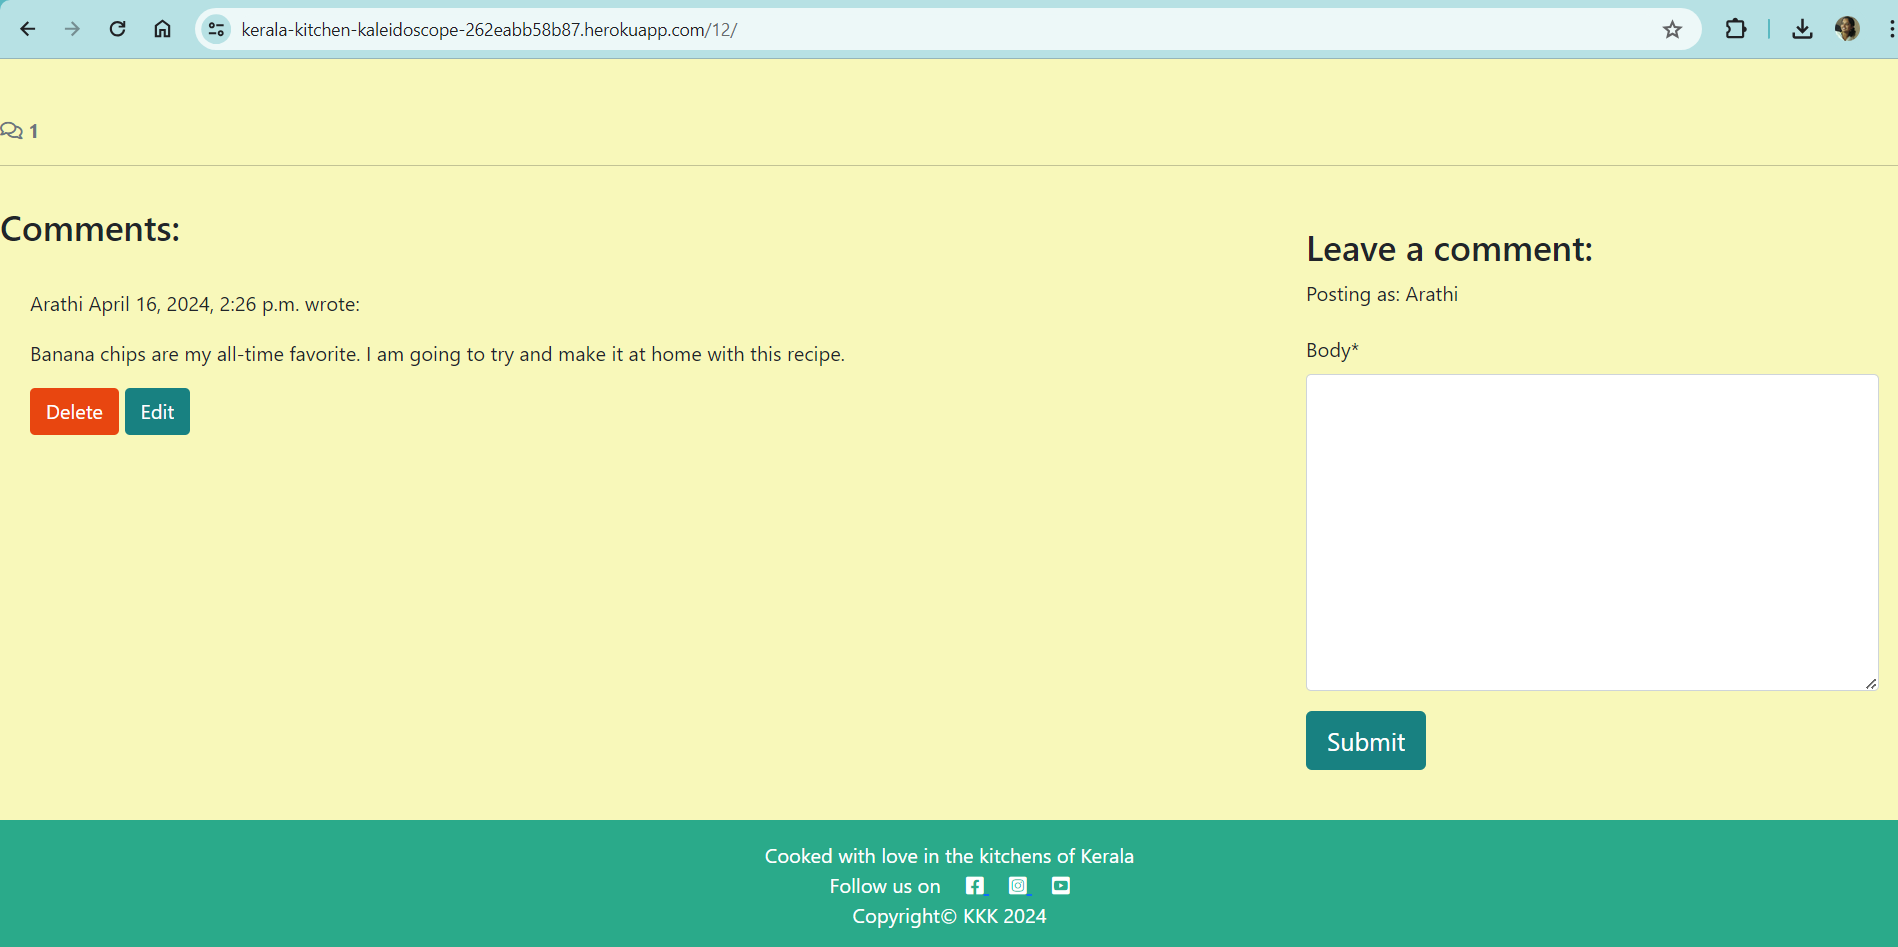 kerala-kitchen-kaleidoscope-262eabb58b87.herokuapp.com/12/
1
Comments:
Arathi April 16, 2024, 2:26 p.m. wrote:
Banana chips are my all-time favorite. I am going to try and make it at home with this recipe.
Delete Edit
Leave a comment:
Posting as: Arathi
Body*
Submit
Cooked with love in the kitchens of Kerala
Follow us on
Copyright© KKK 2024